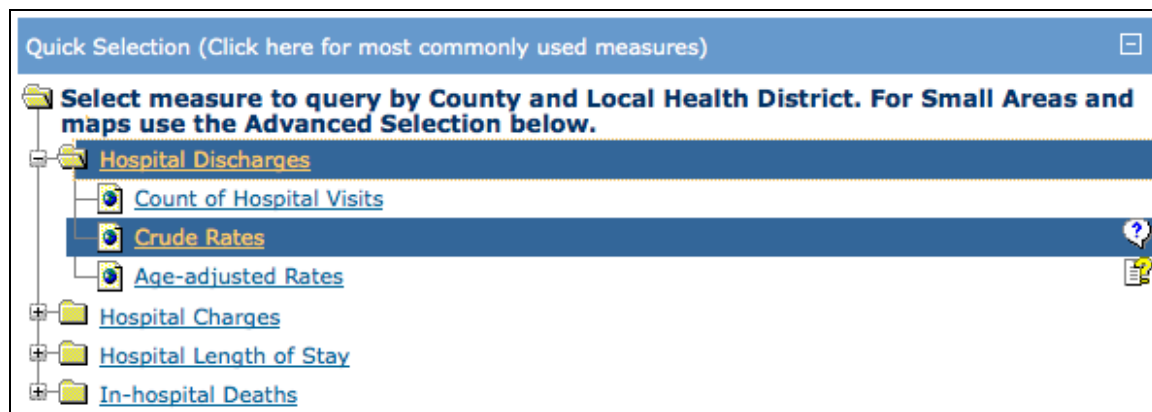 Quick Selection (Click here for most commonly used measures)
Select measure to query by County and Local Health District. For Small Areas and
maps use the Advanced Selection below.
Hospital Discharges
Count of Hospital Visits
Crude Rates
Age-adjusted Rates
Hospital Charges
Hospital Length of Stay
In-hospital Deaths